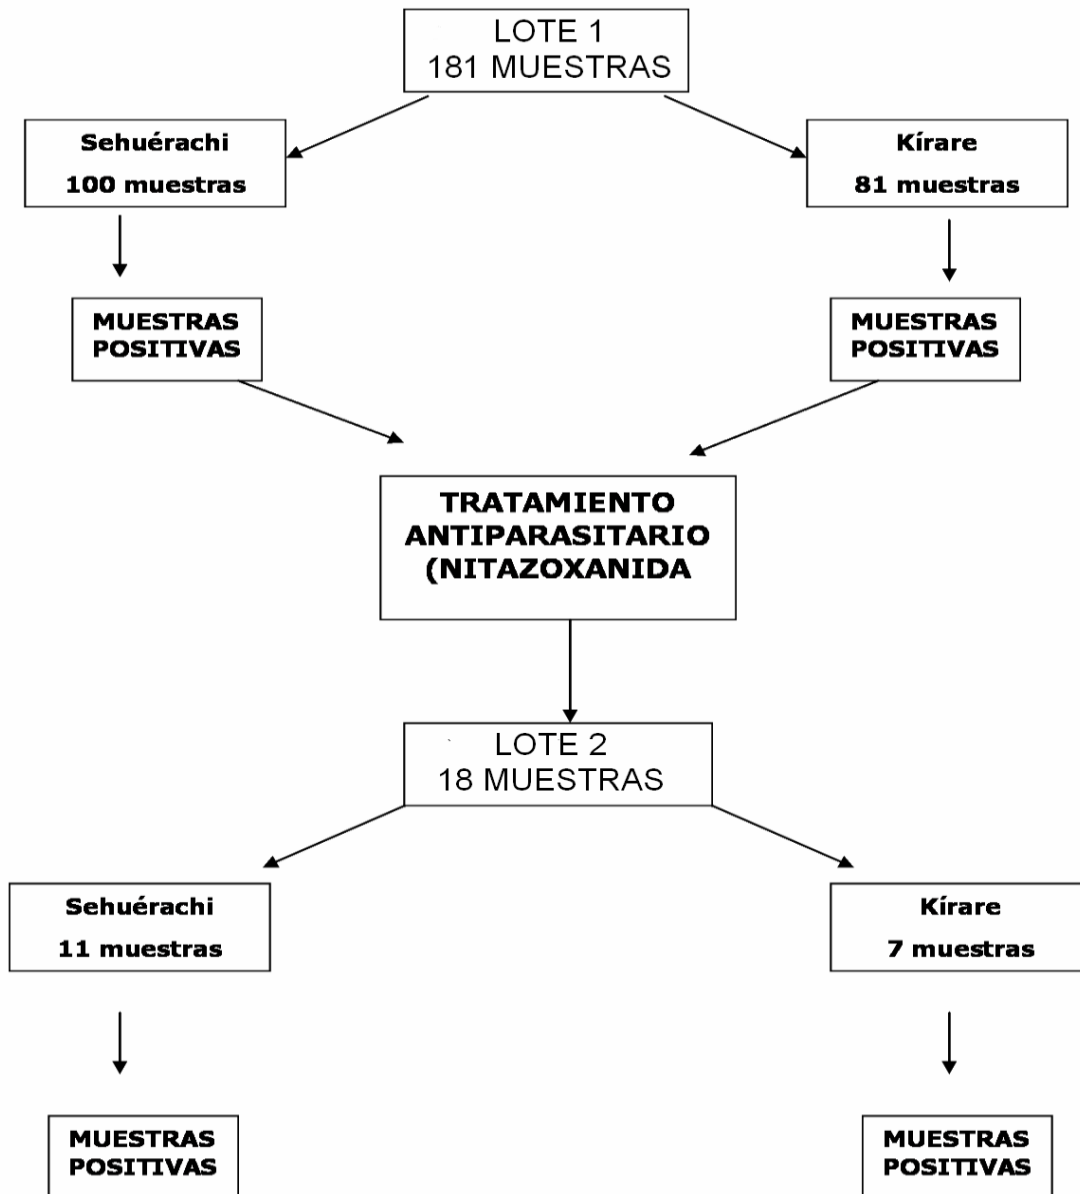 LOTE 1
181 MUESTRAS
Sehuérachi
100 muestras
Kírare
81 muestras
MUESTRAS
POSITIVAS
MUESTRAS
POSITIVAS
TRATAMIENTO
ANTIPARASITARIO
(NITAZOXANIDA
LOTE 2
18 MUESTRAS
Sehuérachi
11 muestras
Kírare
7 muestras
MUESTRAS
POSITIVAS
MUESTRAS
POSITIVAS